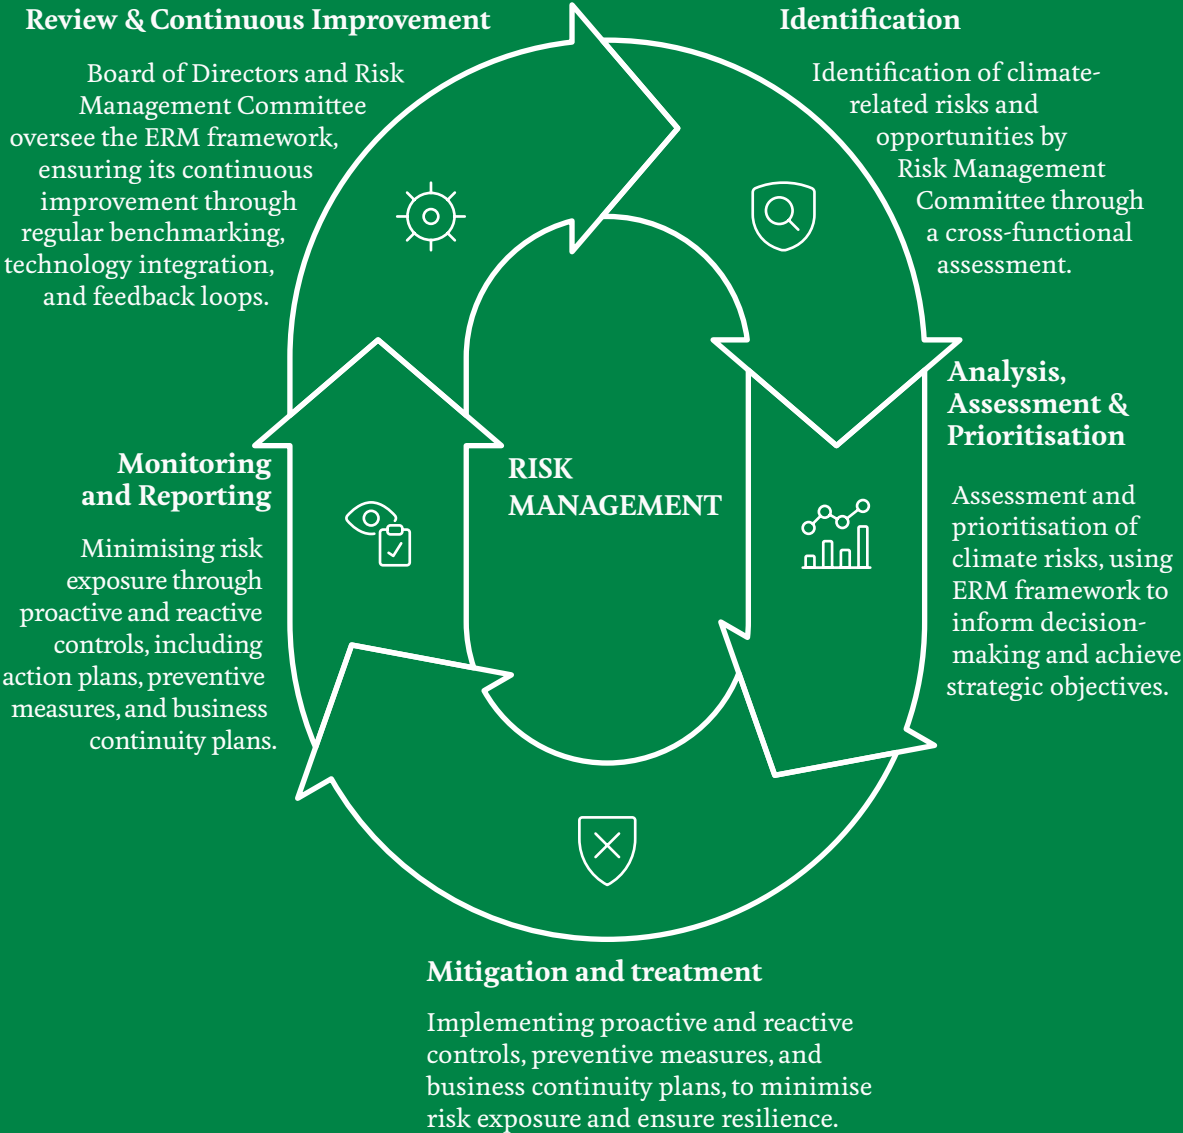 Review & Continuous Improvement
Board of Directors and Risk
Management Committee
oversee the ERM framework,
ensuring its continuous
improvement through
regular benchmarking,
technology integration,
and feedback loops.
Identification
Identification of climate-
related risks and
opportunities by
Risk Management
Committee through
a cross-functional
assessment.
Analysis,
Assessment &
Prioritisation
Assessment and
prioritisation of
climate risks, using
ERM framework to
inform decision-
making and achieve
strategic objectives.
Monitoring
and Reporting
Minimising risk
exposure through
proactive and reactive
controls, including
action plans, preventive
measures, and business
continuity plans.
RISK
MANAGEMENT
Mitigation and treatment
Implementing proactive and reactive
controls, preventive measures, and
business continuity plans, to minimise
risk exposure and ensure resilience.